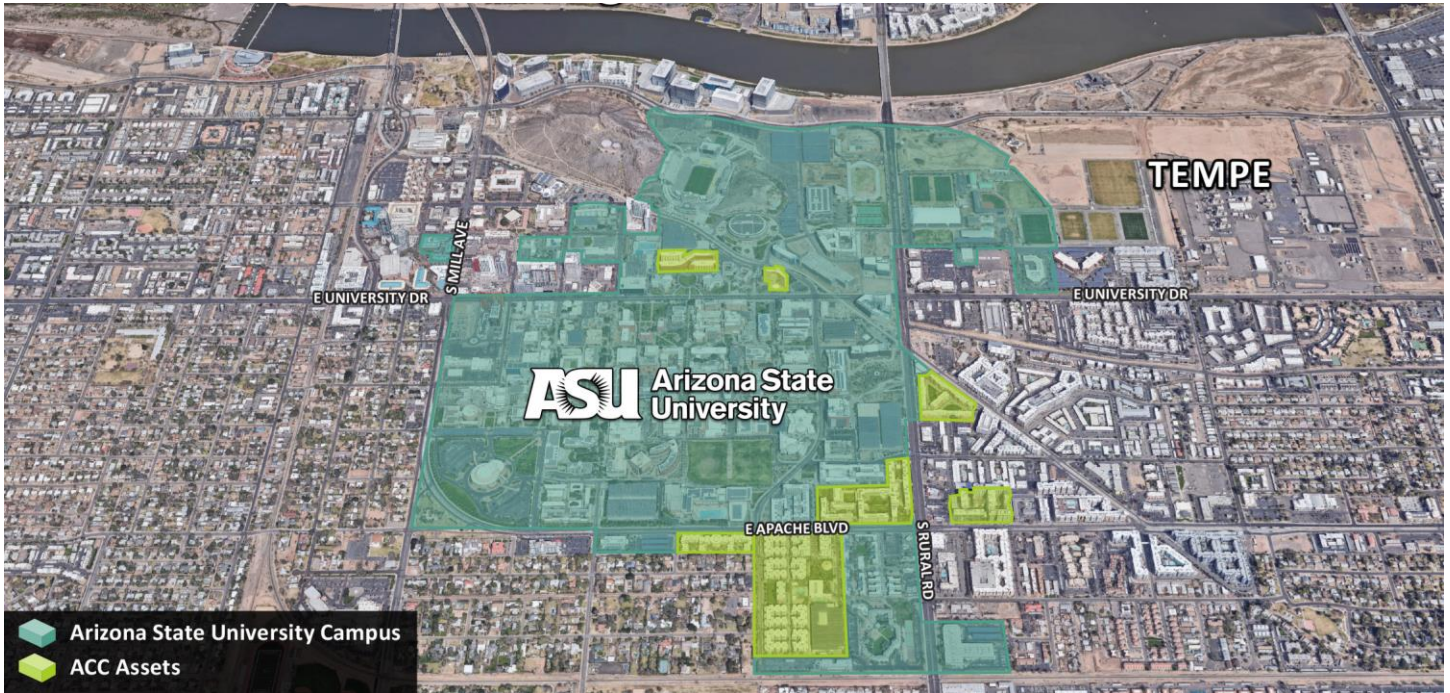 TEMPE
S MILL AVE
E UNIVERSITY DR
E UNIVERSITY DR
ASU Arizona State
University
E APACHE BLVD
S RURAL RD
Arizona State University Campus
ACC Assets